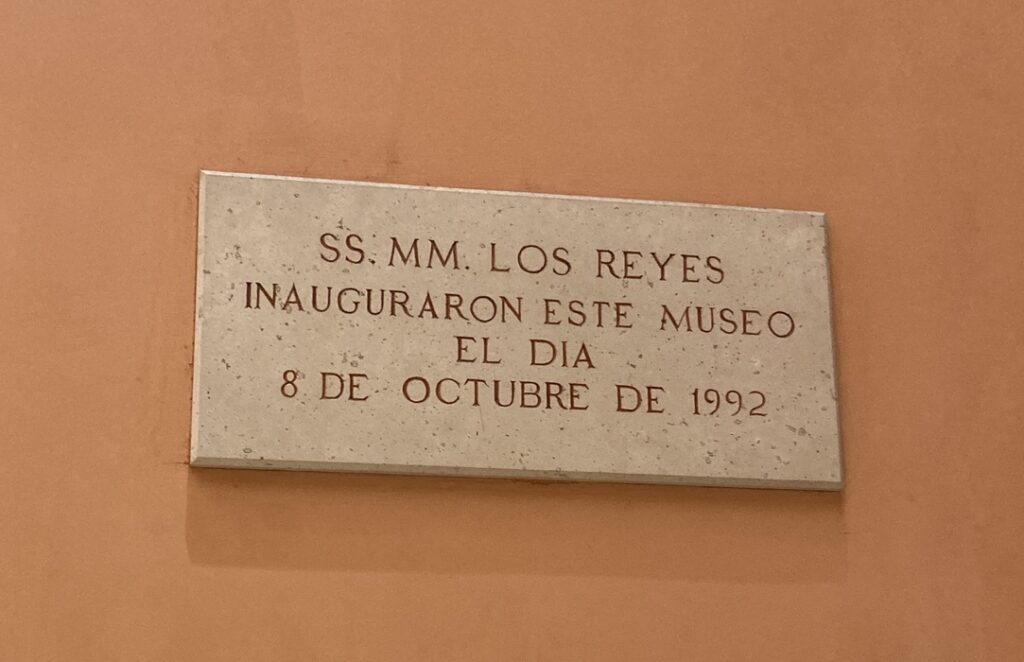 SS. MM. LOS REYES
INAUGURARON ESTE MUSEO
EL DIA
8 DE OCTUBRE DE 1992